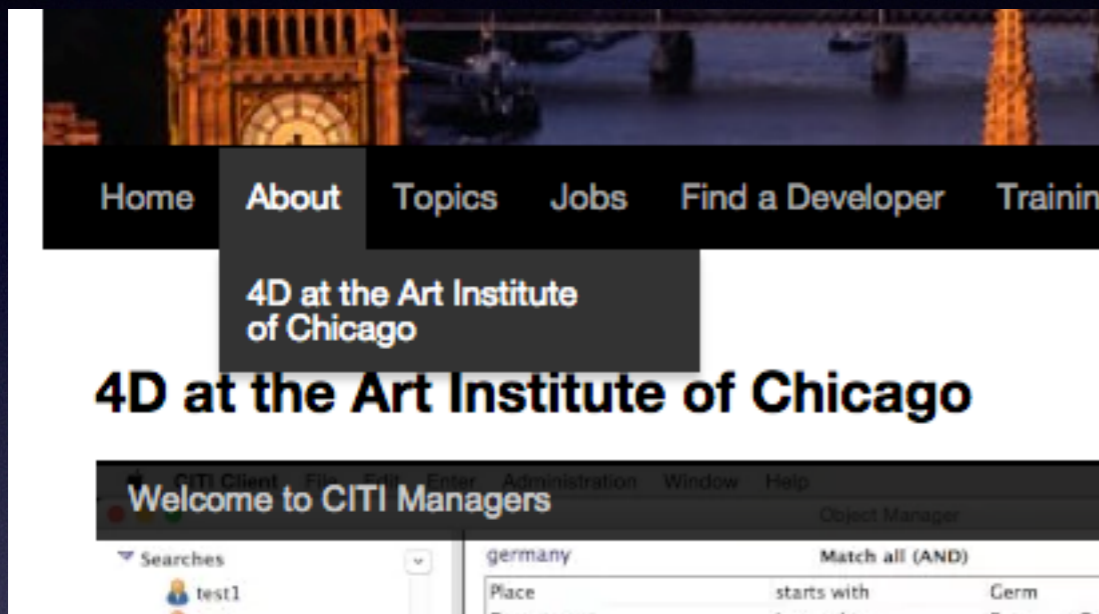 Home About Topics Jobs Find a Developer Trainin
4D at the Art Institute
of Chicago
4D at the Art Institute of Chicago
CITI Client File Edit Enter Administration Window Help
Welcome to CITI Managers
Object Manager
Searches germany Match all (AND)
test1 Place starts with Germ